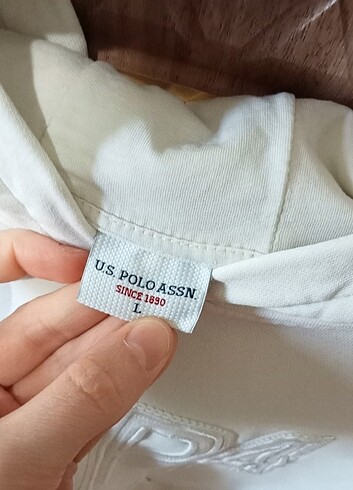 U.S. POLO ASSN.
SINCE 1890
L